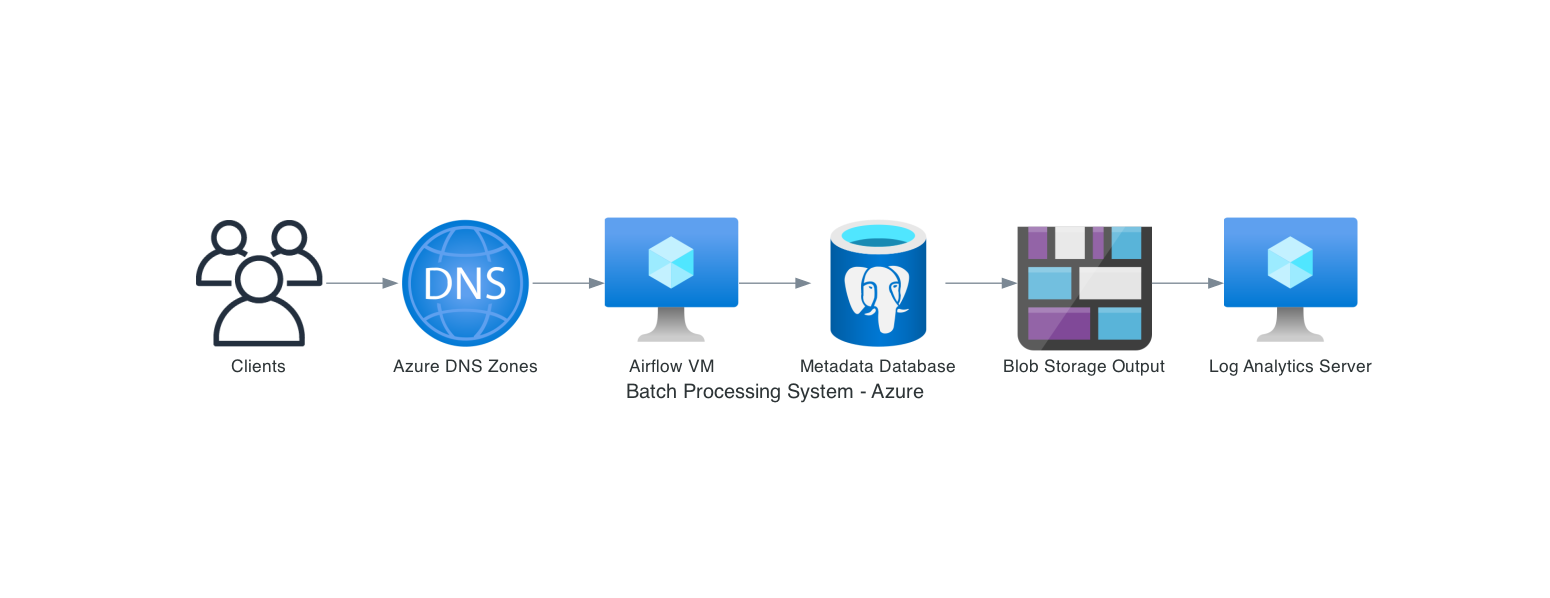 DNS
Clients
Azure DNS Zones
Airflow VM
Metadata Database
Blob Storage Output
Log Analytics Server
Batch Processing System - Azure